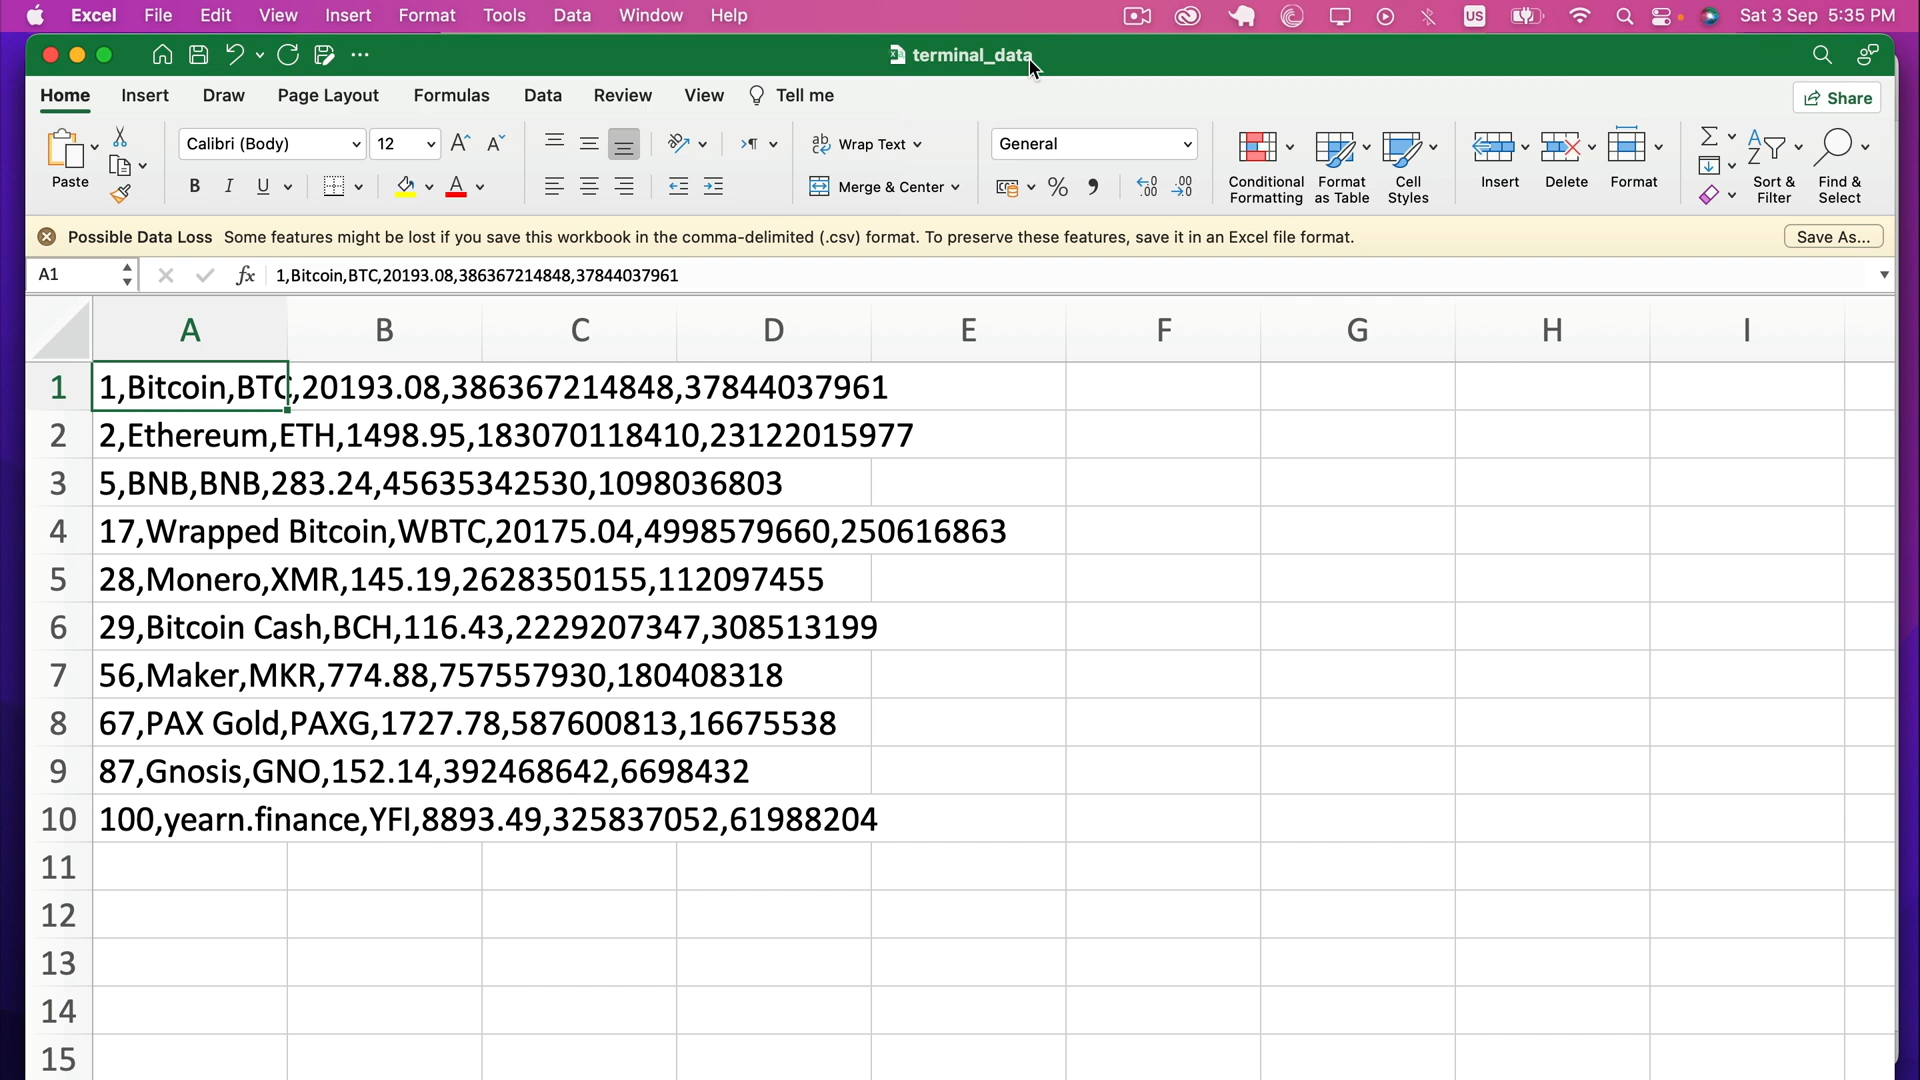 Excel File Edit View Insert Format Tools Data Window Help US Sat 3 Sep 5:35 PM
terminal_data
Home Insert Draw Page Layout Formulas Data Review View Tell me Share
Paste Calibri (Body) 12 Wrap Text General
B I U Merge & Center
Conditional Formatting Format as Table Cell Styles Insert Delete Format Sort & Filter Find & Select
Possible Data Loss Some features might be lost if you save this workbook in the comma-delimited (.csv) format. To preserve these features, save it in an Excel file format. Save As...
A1 fx 1,Bitcoin,BTC,20193.08,386367214848,37844037961
A B C D E F G H I
1 1,Bitcoin,BTC,20193.08,386367214848,37844037961
2 2,Ethereum,ETH,1498.95,183070118410,23122015977
3 5,BNB,BNB,283.24,45635342530,1098036803
4 17,Wrapped Bitcoin,WBTC,20175.04,4998579660,250616863
5 28,Monero,XMR,145.19,2628350155,112097455
6 29,Bitcoin Cash,BCH,116.43,2229207347,308513199
7 56,Maker,MKR,774.88,757557930,180408318
8 67,PAX Gold,PAXG,1727.78,587600813,16675538
9 87,Gnosis,GNO,152.14,392468642,6698432
10 100,yearn.finance,YFI,8893.49,325837052,61988204
11
12
13
14
15